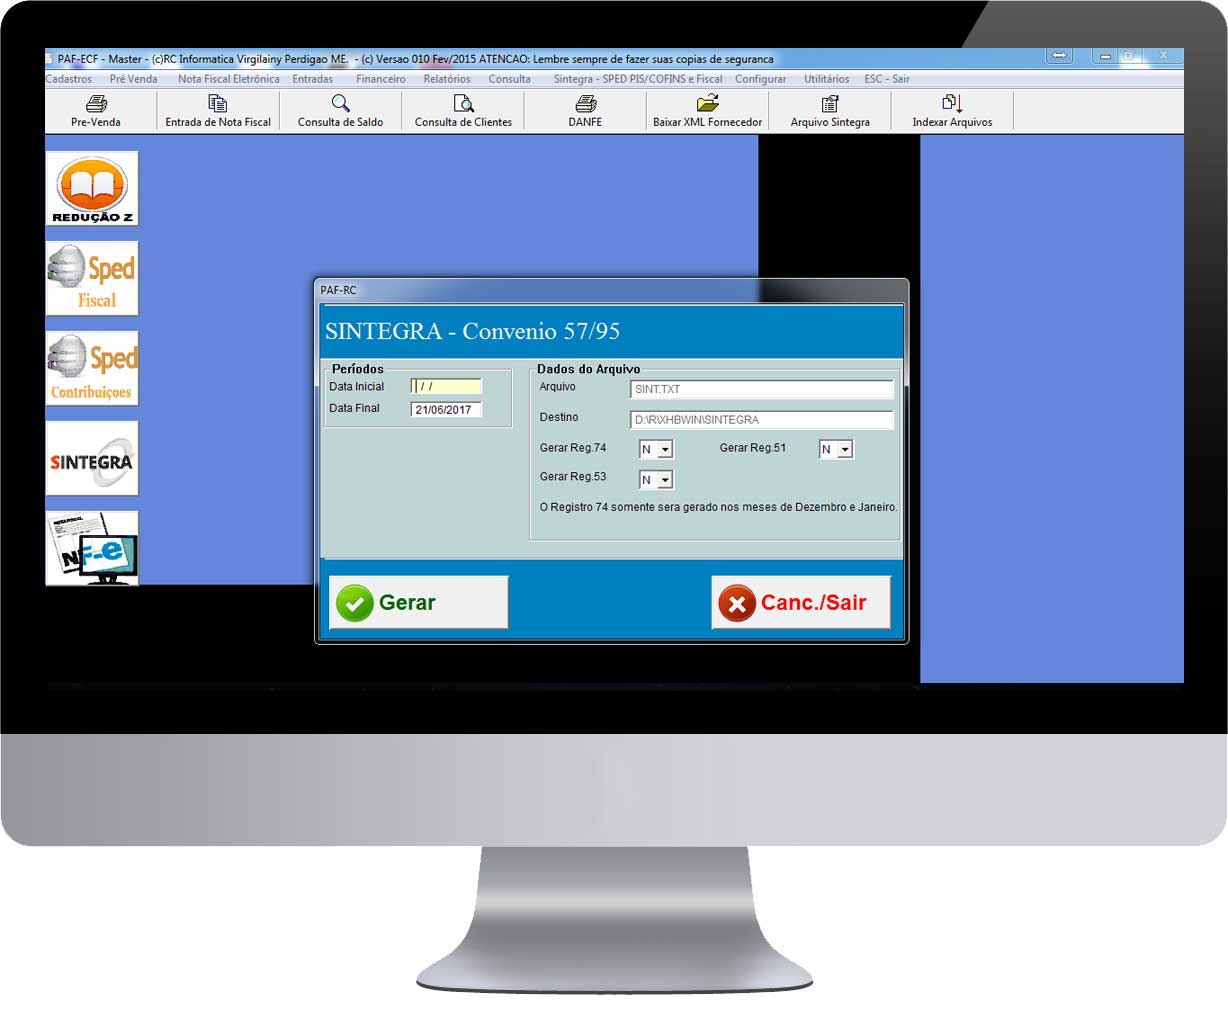 PAF-ECF - Master - (c)RC Informatica Virgilainy Perdigao ME. - (c) Versao 010 Fev/2015 ATENCAO: Lembre sempre de fazer suas copias de seguranca
Cadastros Pré Venda Nota Fiscal Eletrônica Entradas Financeiro Relatórios Consulta Sintegra - SPED PIS/COFINS e Fiscal Configurar Utilitários ESC - Sair
Pre-Venda Entrada de Nota Fiscal Consulta de Saldo Consulta de Clientes DANFE Baixar XML Fornecedor Arquivo Sintegra Indexar Arquivos
REDUÇÃO Z
Sped
Fiscal
Sped
Contribuiçoes
SINTEGRA
NOTA FISCAL
NF-e
PAF-RC
SINTEGRA - Convenio 57/95
Períodos
Data Inicial / /
Data Final 21/06/2017
Dados do Arquivo
Arquivo SINT.TXT
Destino D:\R\XHBWIN\SINTEGRA
Gerar Reg.74 N Gerar Reg.51 N
Gerar Reg.53 N
O Registro 74 somente sera gerado nos meses de Dezembro e Janeiro.
Gerar Canc./Sair